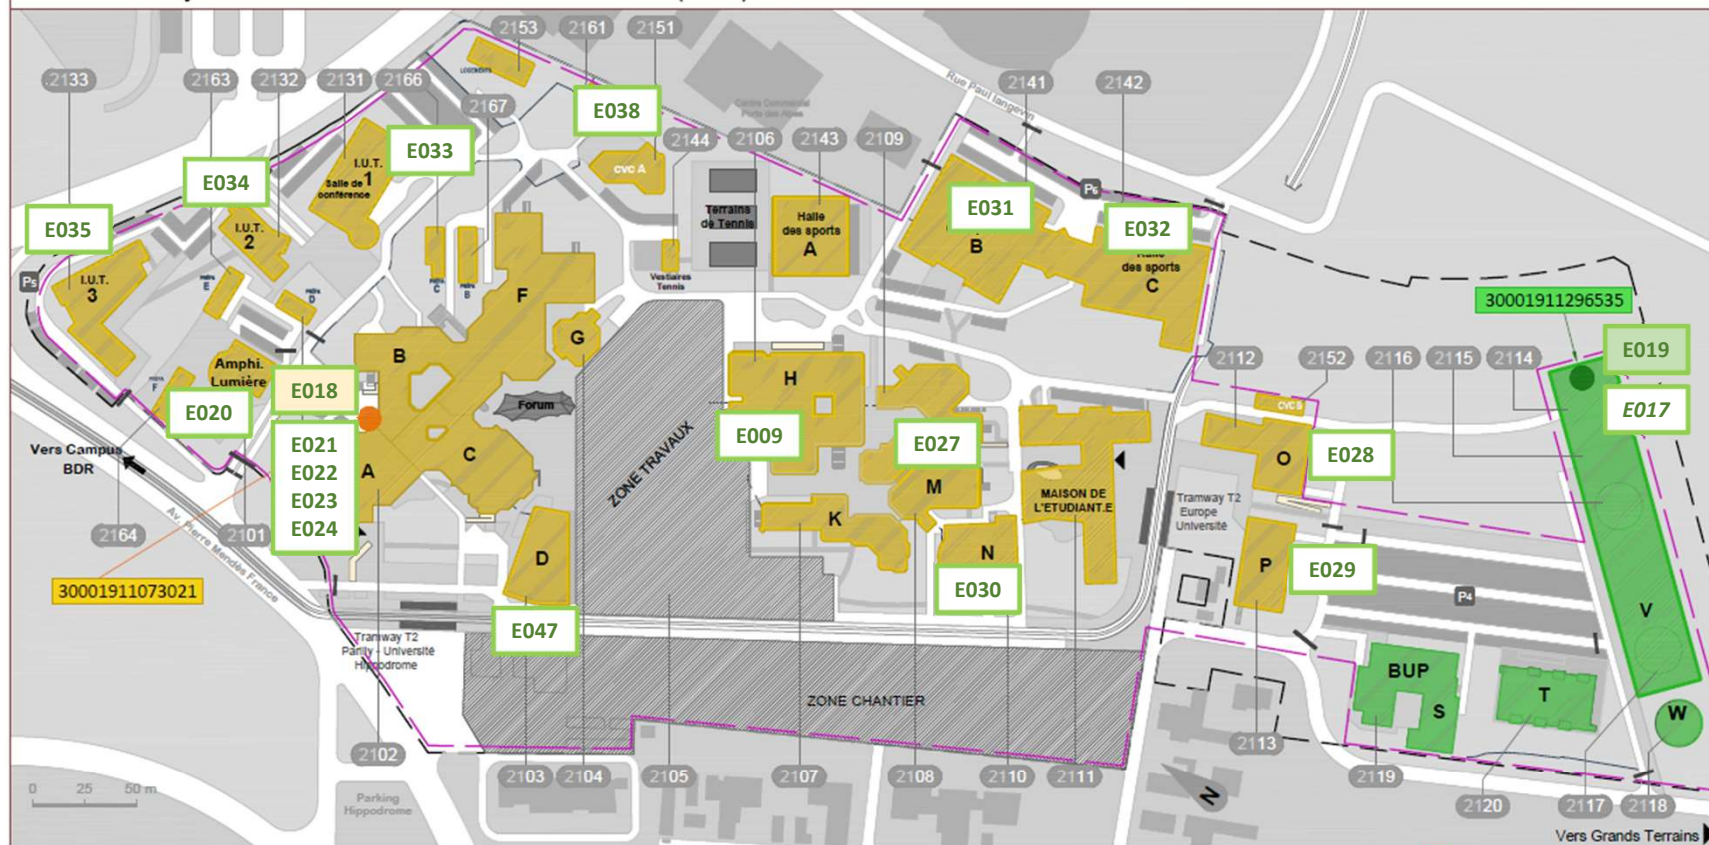 2153
2161
2151
2133
2163
2132
2131
2166
2141
2142
2167
LOGEMENTS
Rue Paul langevin
Centre Commercial
Porte des Alpes
E038
2144
2106
2143
2109
E033
I.U.T.
1
Salle de
conférence
CVC A
E034
P6
E031
E032
E035
I.U.T.
2
Terrains
de Tennis
Halle
des sports
A
B
Halle
des sports
C
P5
I.U.T.
3
E
D
C
B
Vestiaires
Tennis
F
30001911296535
G
B
E019
E017
Amphi.
Lumière
F
E018
H
2112
2152
2116
2115
2114
Forum
CVC B
E020
E009
E027
E028
Vers Campus
BDR
E021
E022
E023
E024
A
C
ZONE TRAVAUX
O
M
MAISON DE
L'ETUDIANT.E
Tramway T2
Europe
Université
K
2164
2101
Av. Pierre Mendès France
D
N
P
E029
30001911073021
E030
P4
V
E047
Tramway T2
Parilly - Université
Hippodrome
BUP
S
T
W
ZONE CHANTIER
2102
2113
2103
2104
2105
2107
2108
2110
2111
2119
0 25 50 m
Parking
Hippodrome
N
2120
2117
2118
Vers Grands Terrains